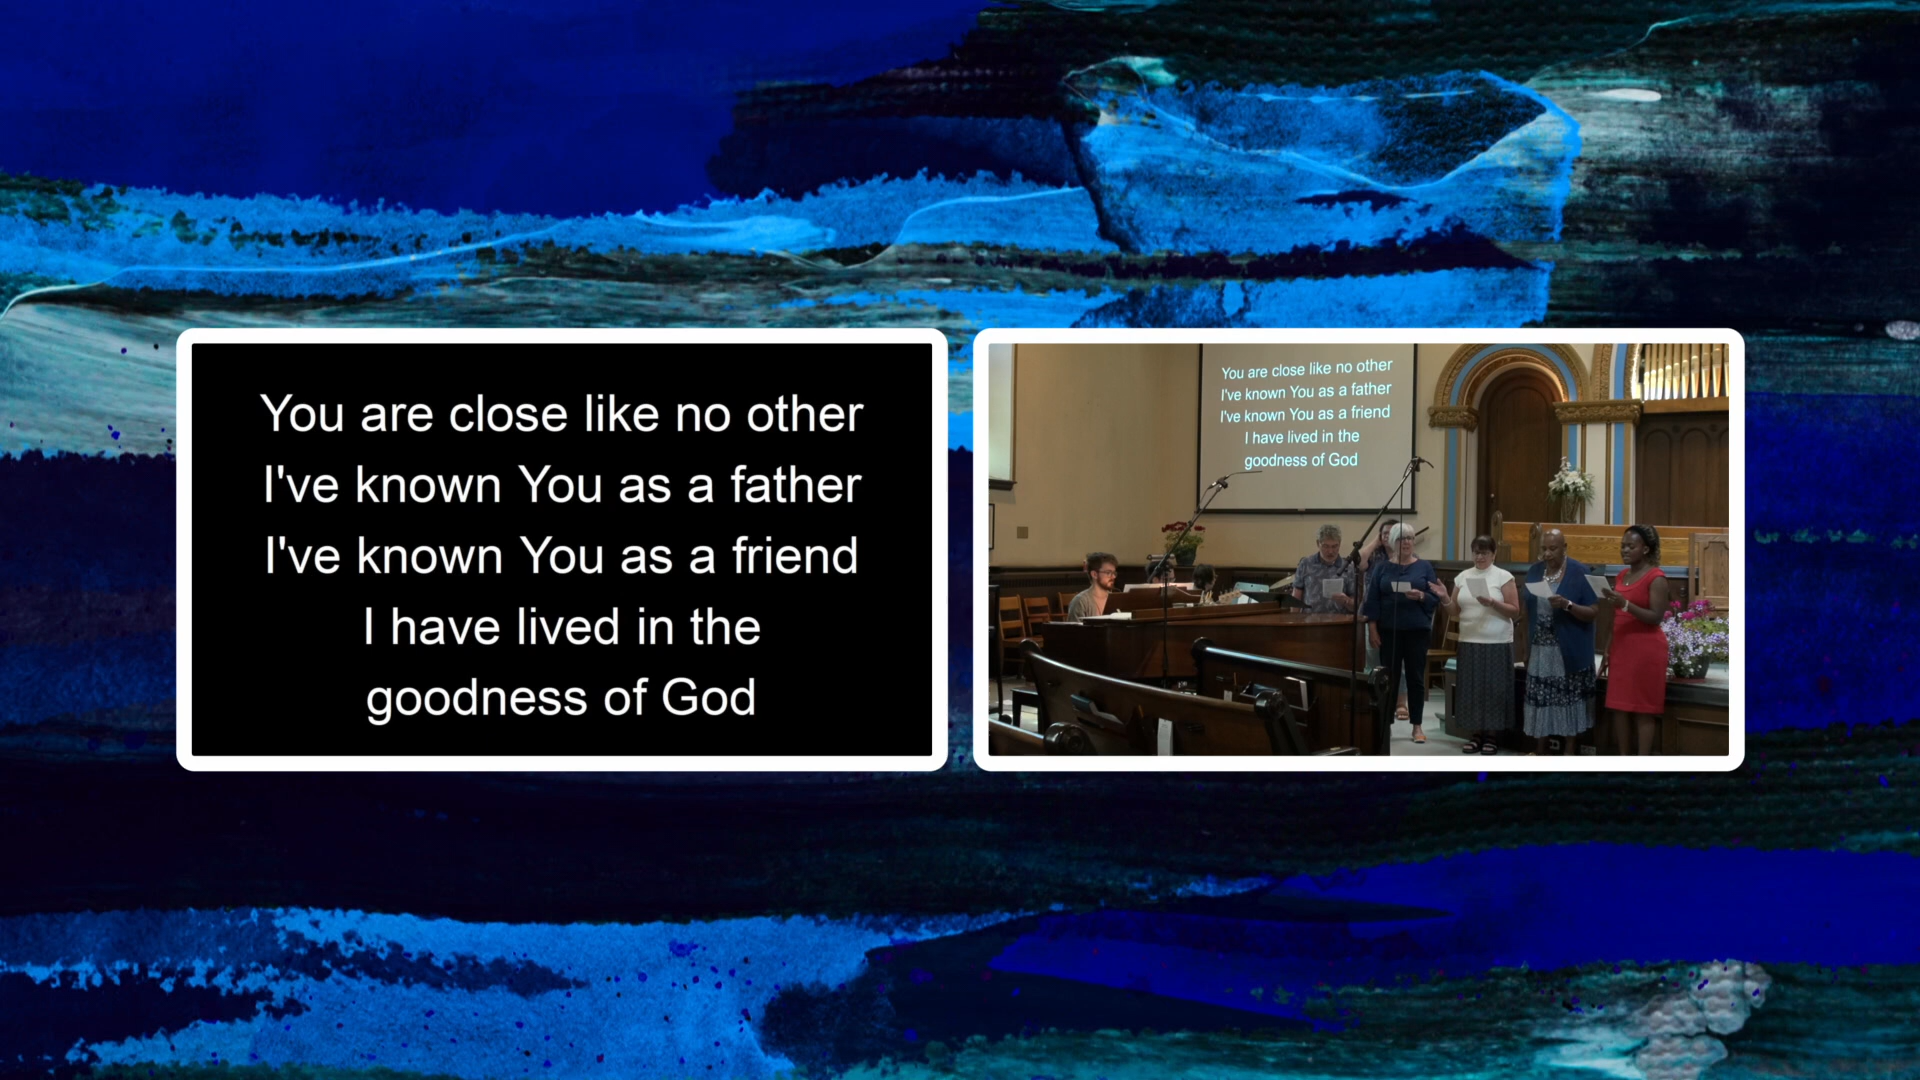 You are close like no other
I've known You as a father
I've known You as a friend
I have lived in the
goodness of God
You are close like no other
I've known You as a father
I've known You as a friend
I have lived in the
goodness of God